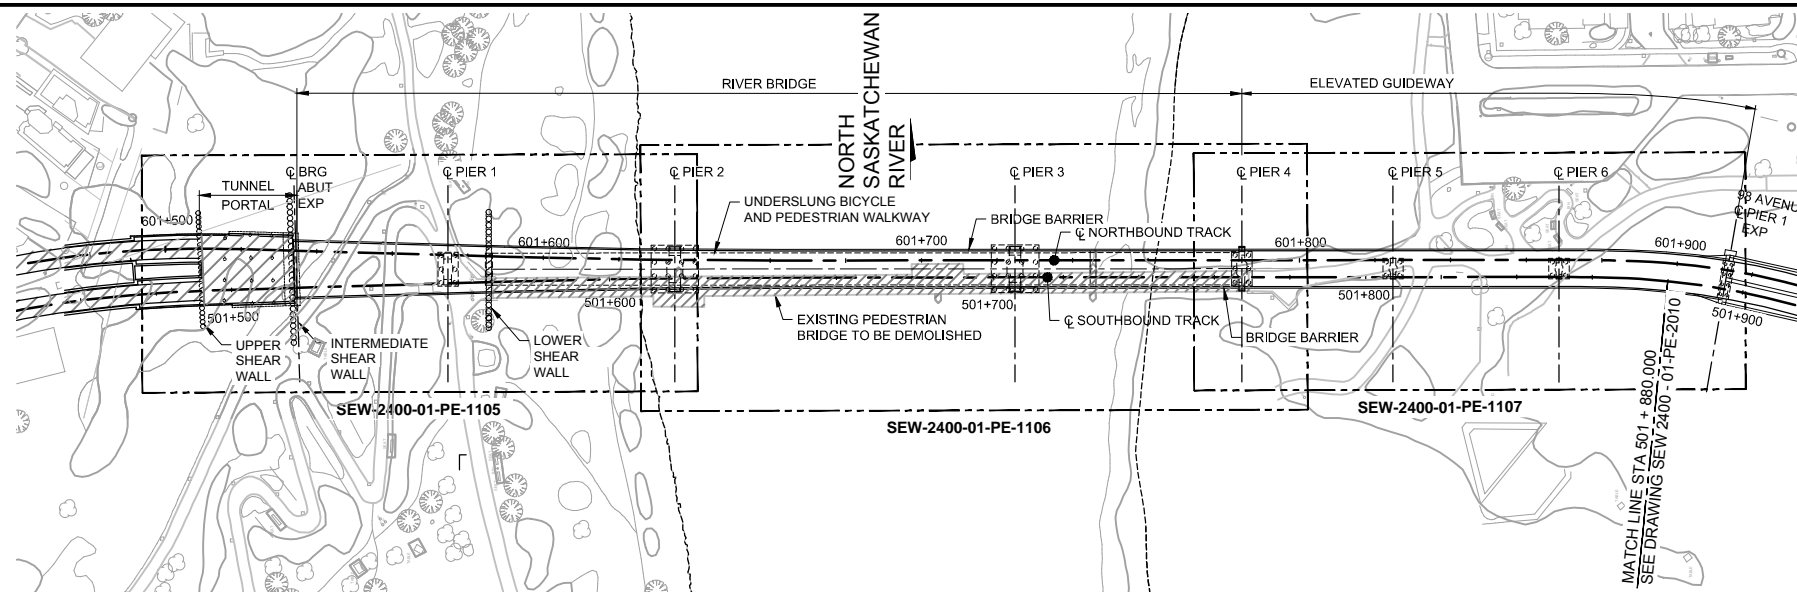 RIVER BRIDGE
ELEVATED GUIDEWAY
NORTH
SASKATCHEWAN
RIVER
TUNNEL
PORTAL
℄ BRG
ABUT
EXP
℄ PIER 1
℄ PIER 2
℄ PIER 3
℄ PIER 4
℄ PIER 5
℄ PIER 6
98 AVENU
℄ PIER 1
EXP
UNDERSLUNG BICYCLE
AND PEDESTRIAN WALKWAY
BRIDGE BARRIER
℄ NORTHBOUND TRACK
601+500
601+600
601+700
601+800
601+900
501+500
501+600
501+700
501+800
501+900
UPPER
SHEAR
WALL
INTERMEDIATE
SHEAR
WALL
LOWER
SHEAR
WALL
EXISTING PEDESTRIAN
BRIDGE TO BE DEMOLISHED
℄ SOUTHBOUND TRACK
BRIDGE BARRIER
SEW-2400-01-PE-1105
SEW-2400-01-PE-1106
SEW-2400-01-PE-1107
MATCH LINE STA 501 + 880.000
SEE DRAWING SEW 2400 - 01-PE-2010